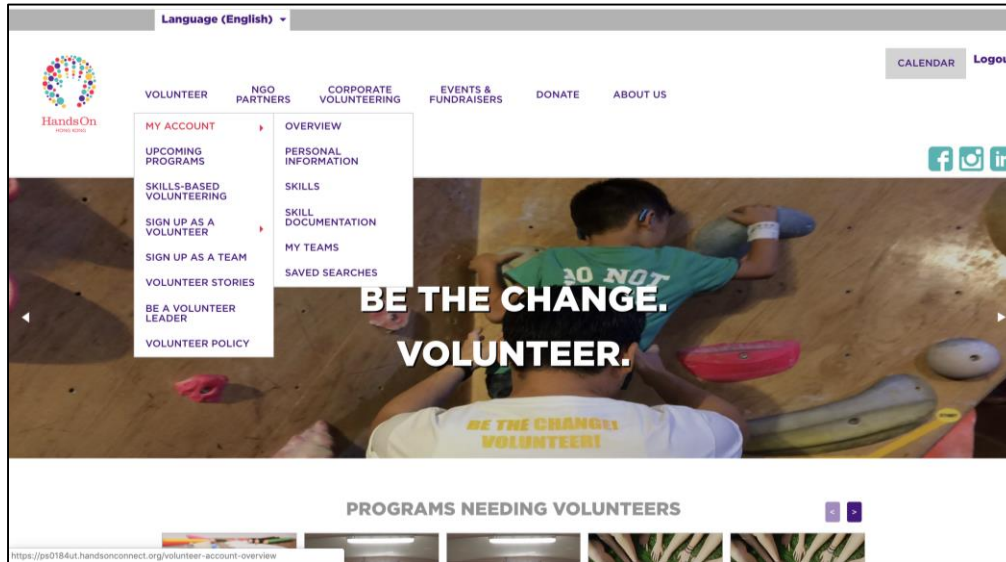 Language (English)
CALENDAR
Logou
HandsOn
HONG KONG
VOLUNTEER
NGO
PARTNERS
CORPORATE
VOLUNTEERING
EVENTS &
FUNDRAISERS
DONATE
ABOUT US
MY ACCOUNT
UPCOMING
PROGRAMS
SKILLS-BASED
VOLUNTEERING
SIGN UP AS A
VOLUNTEER
SIGN UP AS A TEAM
VOLUNTEER STORIES
BE A VOLUNTEER
LEADER
VOLUNTEER POLICY
OVERVIEW
PERSONAL
INFORMATION
SKILLS
SKILL
DOCUMENTATION
MY TEAMS
SAVED SEARCHES
DO NOT
BE THE CHANGE.
VOLUNTEER.
BE THE CHANGE!
VOLUNTEER!
START
PROGRAMS NEEDING VOLUNTEERS
< >
https://ps0184ut.handsonconnect.org/volunteer-account-overview